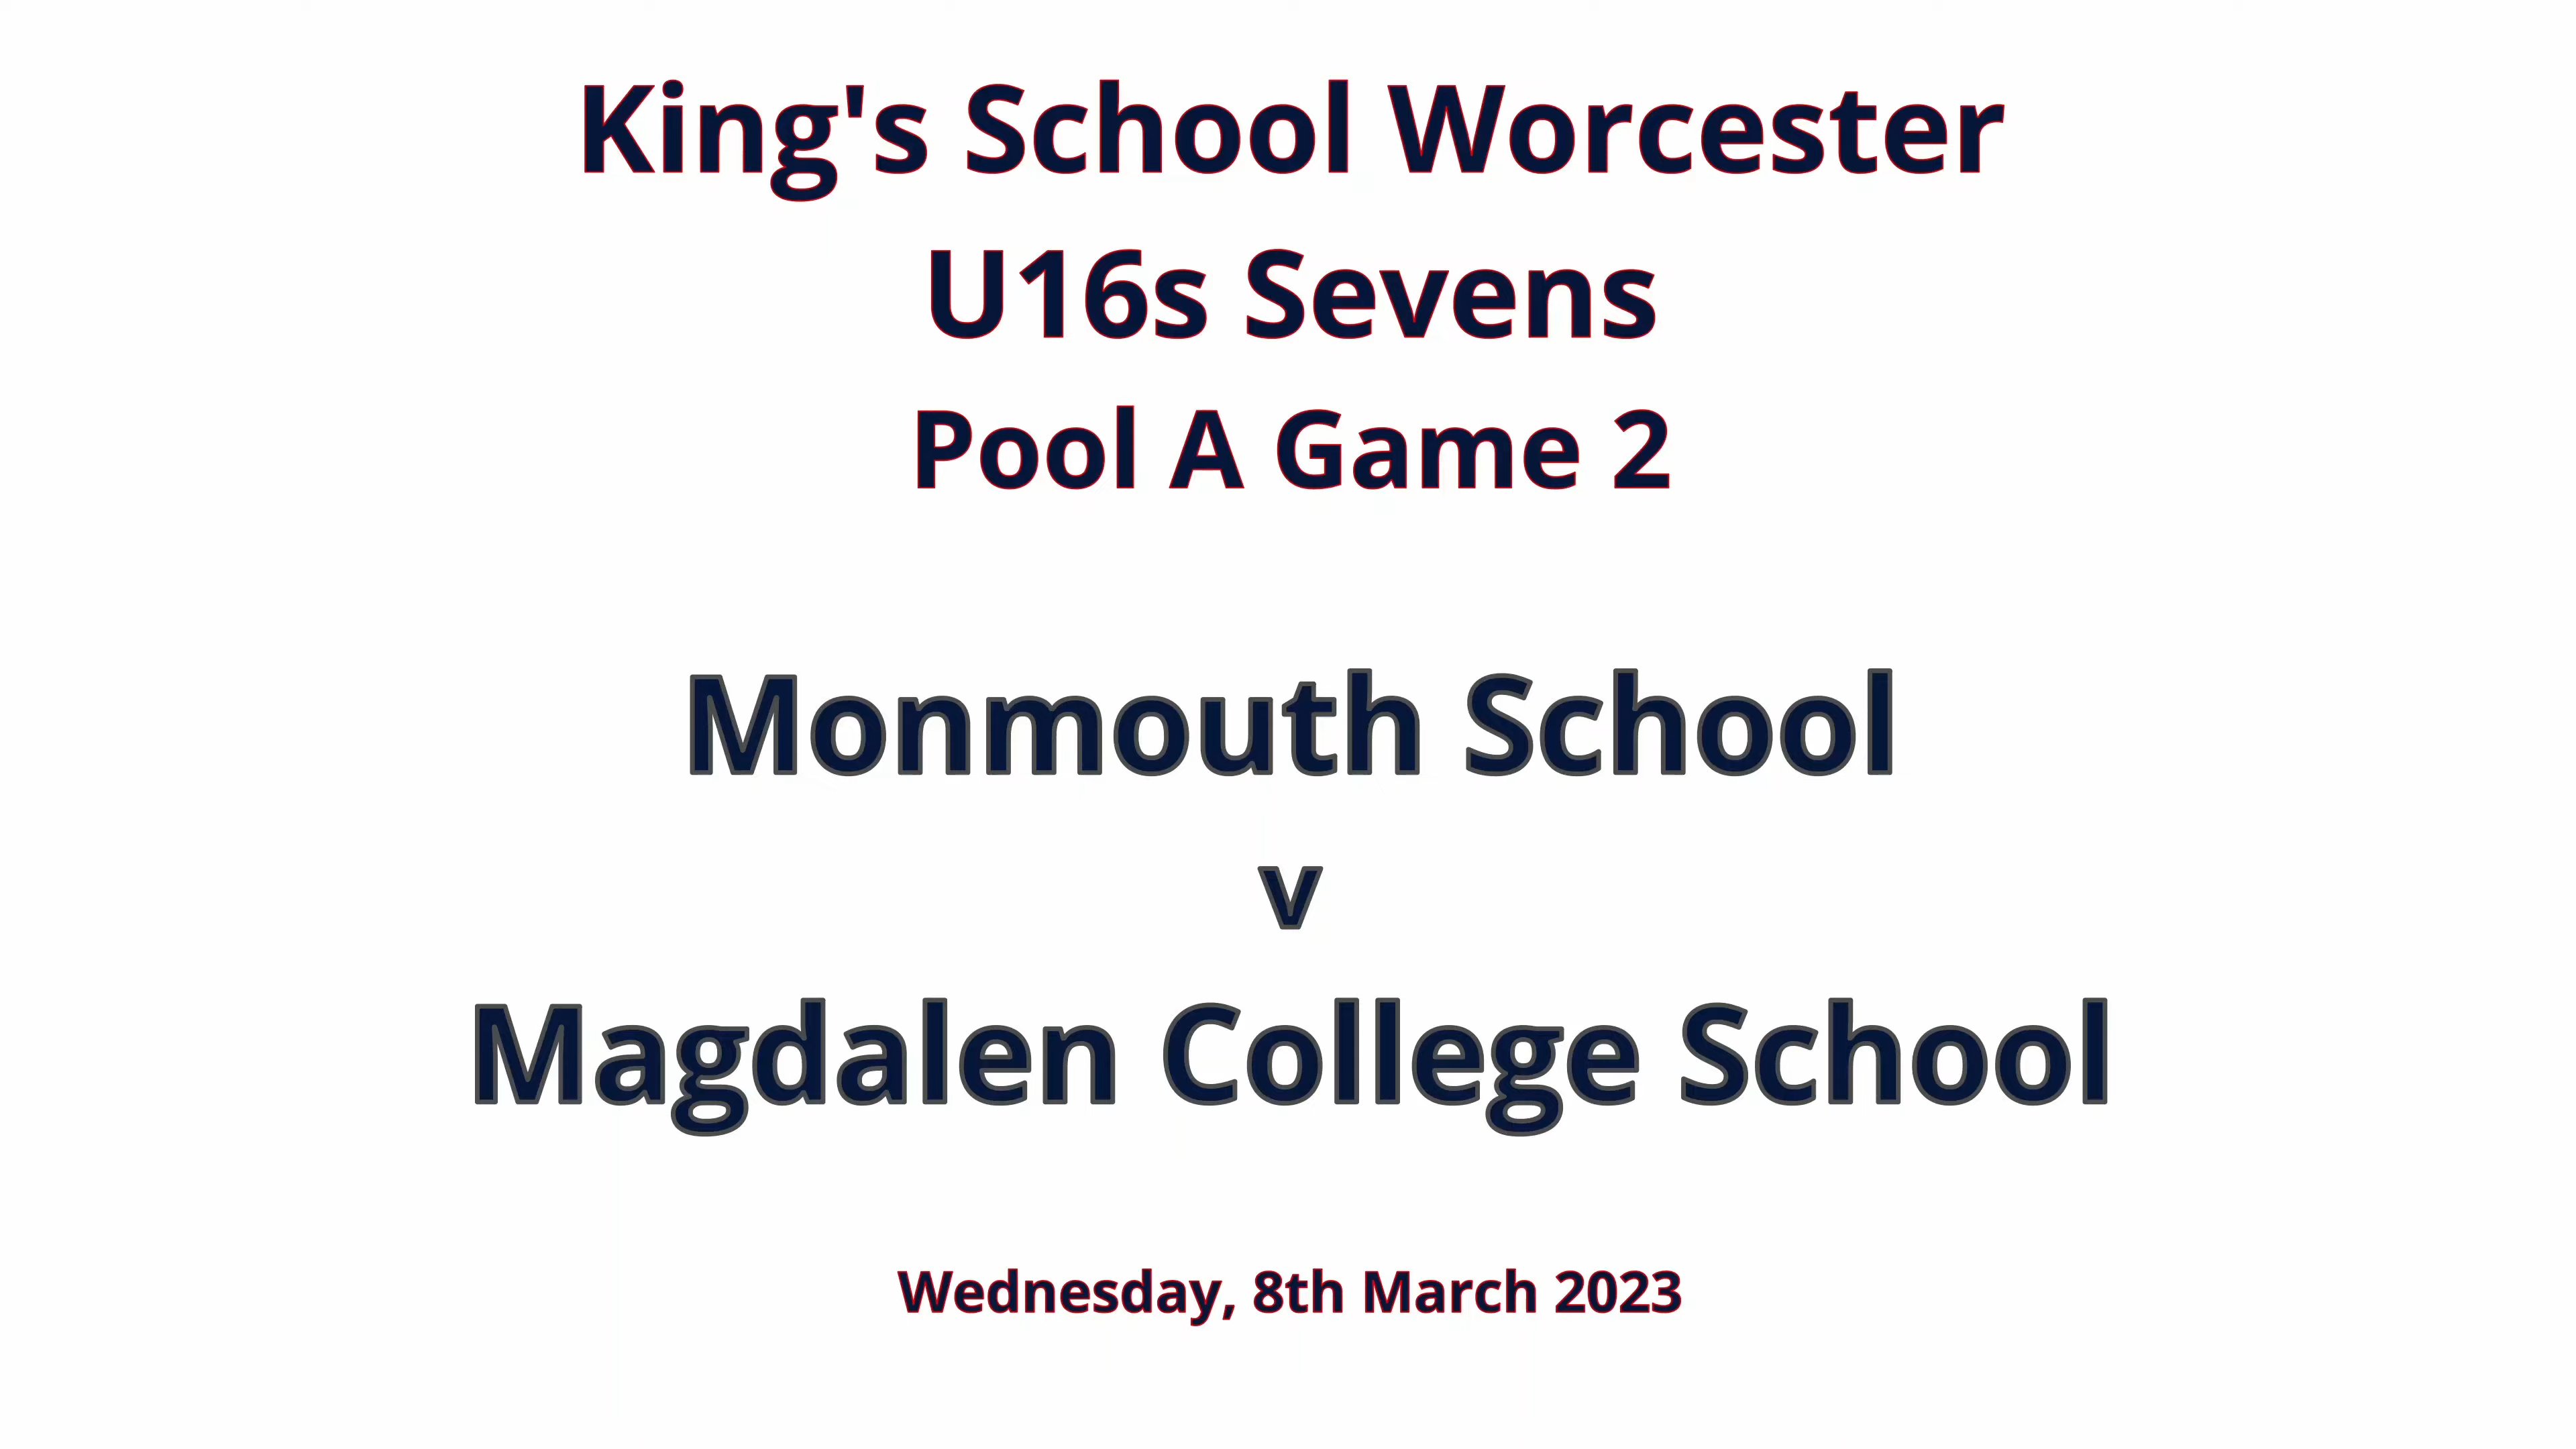 King's School Worcester
U16s Sevens
Pool A Game 2
Monmouth School
v
Magdalen College School
Wednesday, 8th March 2023